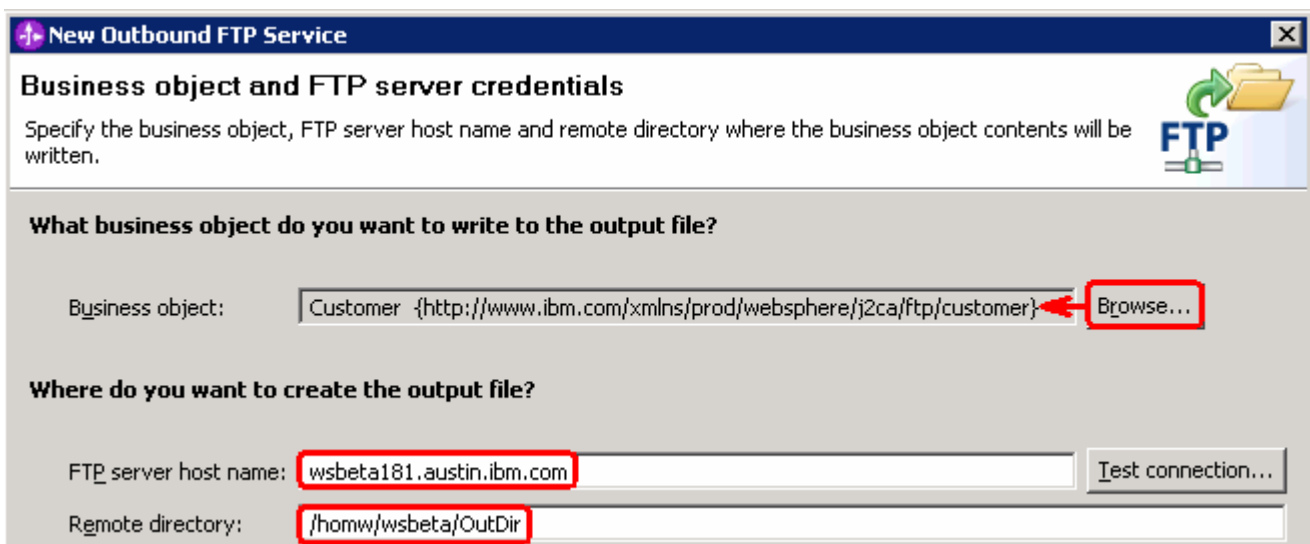 New Outbound FTP Service
Business object and FTP server credentials
Specify the business object, FTP server host name and remote directory where the business object contents will be
written.
FTP
What business object do you want to write to the output file?
Business object: Customer {http://www.ibm.com/xmlns/prod/websphere/j2ca/ftp/customer} Browse...
Where do you want to create the output file?
FTP server host name: wsbeta181.austin.ibm.com Test connection...
Remote directory: /homw/wsbeta/OutDir